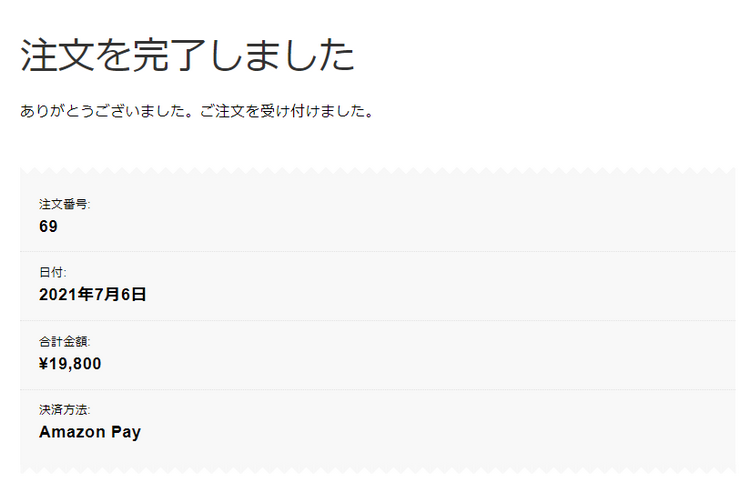 注文を完了しました
ありがとうございました。ご注文を受け付けました。
注文番号:
69
日付:
2021年7月6日
合計金額:
¥19,800
決済方法:
Amazon Pay